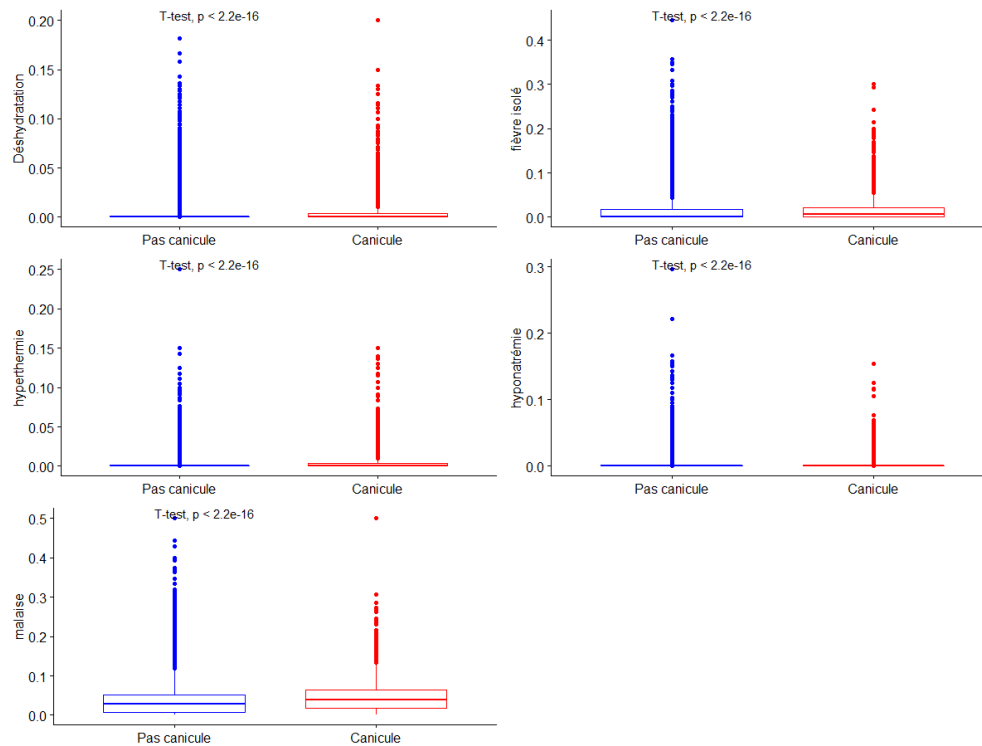 T-test, p < 2.2e-16
0.20
0.15
0.10
0.05
0.00
Déshydratation
Pas canicule Canicule
T-test, p < 2.2e-16
0.4
0.3
0.2
0.1
0.0
fièvre isolé
Pas canicule Canicule
T-test, p < 2.2e-16
0.25
0.20
0.15
0.10
0.05
0.00
hyperthermie
Pas canicule Canicule
T-test, p < 2.2e-16
0.3
0.2
0.1
0.0
hyponatrémie
Pas canicule Canicule
T-test, p < 2.2e-16
0.5
0.4
0.3
0.2
0.1
0.0
malaise
Pas canicule Canicule